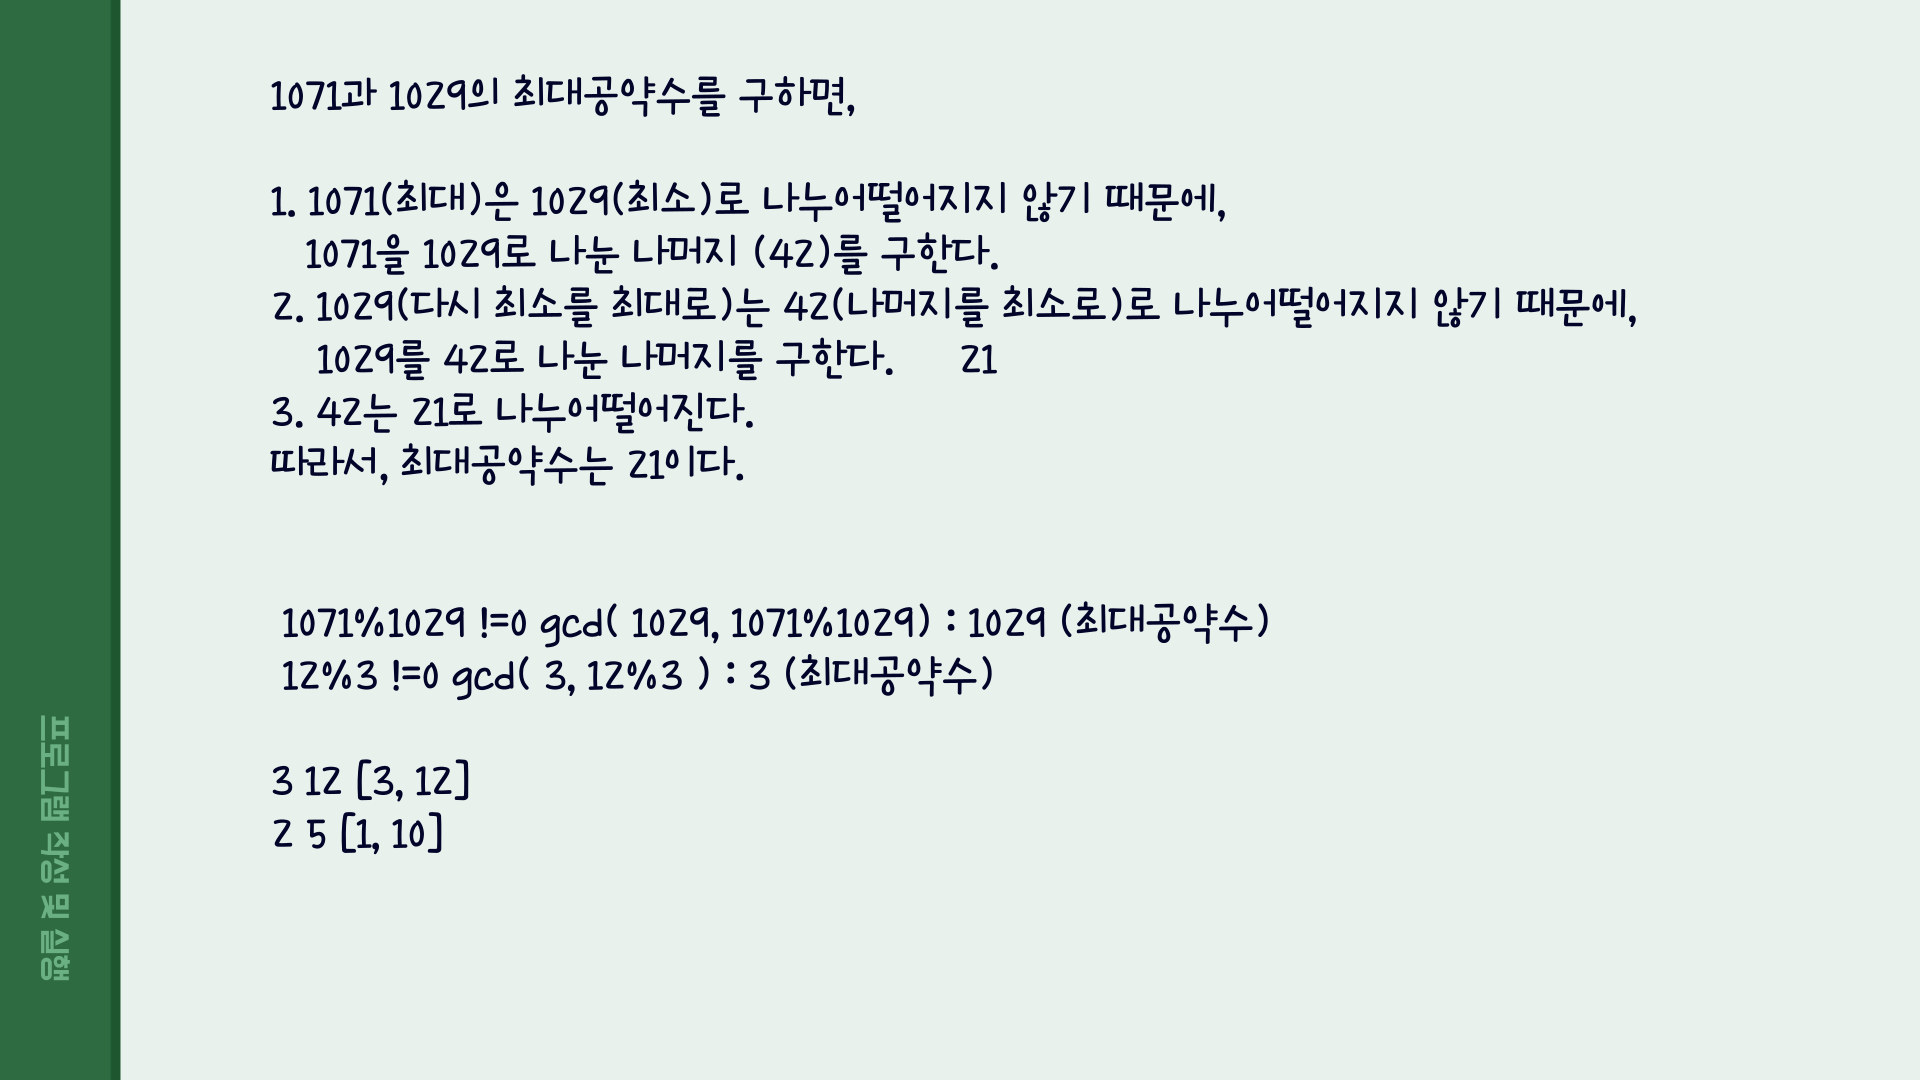 1071과 1029의 최대공약수를 구하면,
1. 1071(최대)은 1029(최소)로 나누어떨어지지 않기 때문에,
1071을 1029로 나눈 나머지 (42)를 구한다.
2. 1029(다시 최소를 최대로)는 42(나머지를 최소로)로 나누어떨어지지 않기 때문에,
1029를 42로 나눈 나머지를 구한다. 21
3. 42는 21로 나누어떨어진다.
따라서, 최대공약수는 21이다.
1071%1029 !=0 gcd( 1029, 1071%1029) : 1029 (최대공약수)
12%3 !=0 gcd( 3, 12%3 ) : 3 (최대공약수)
3 12 [3, 12]
2 5 [1, 10]
프로그램 작성 및 실행